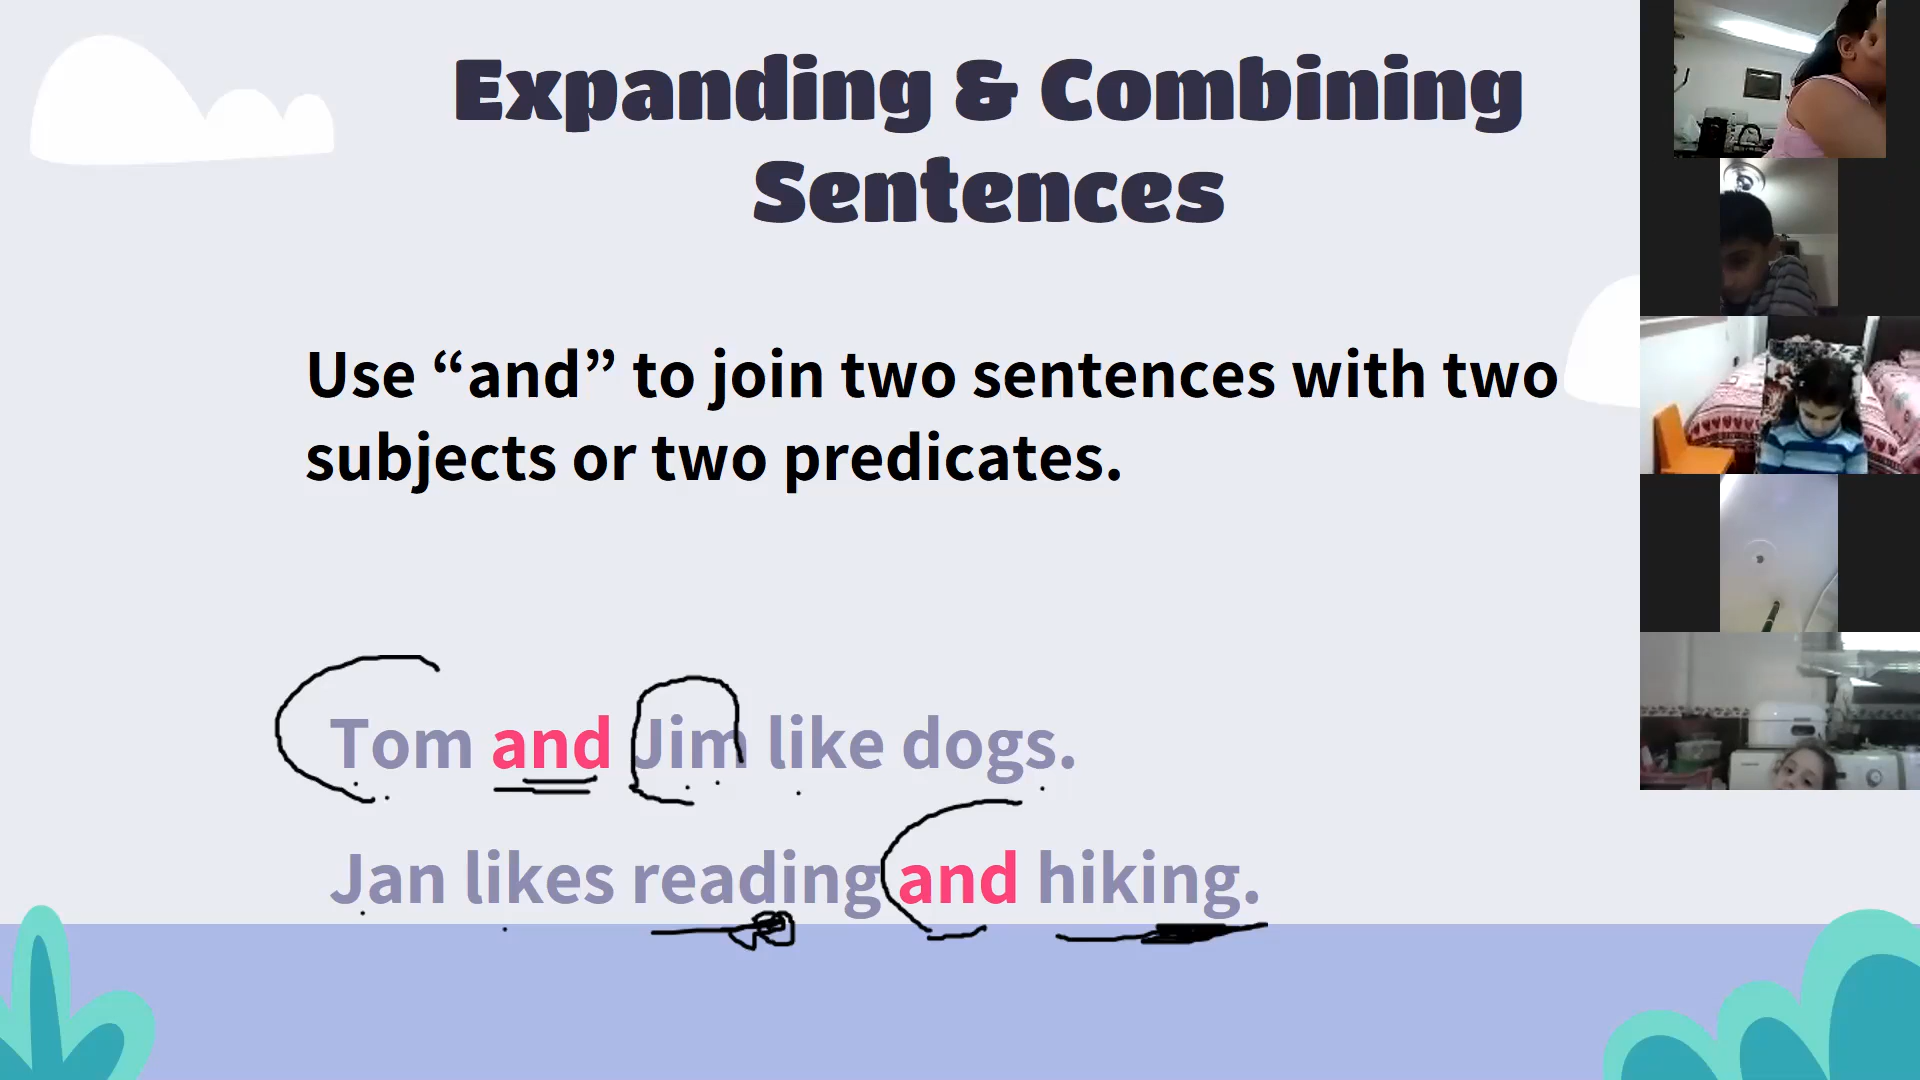 Expanding & Combining
Sentences
Use “and” to join two sentences with two
subjects or two predicates.
Tom and Jim like dogs.
Jan likes reading and hiking.